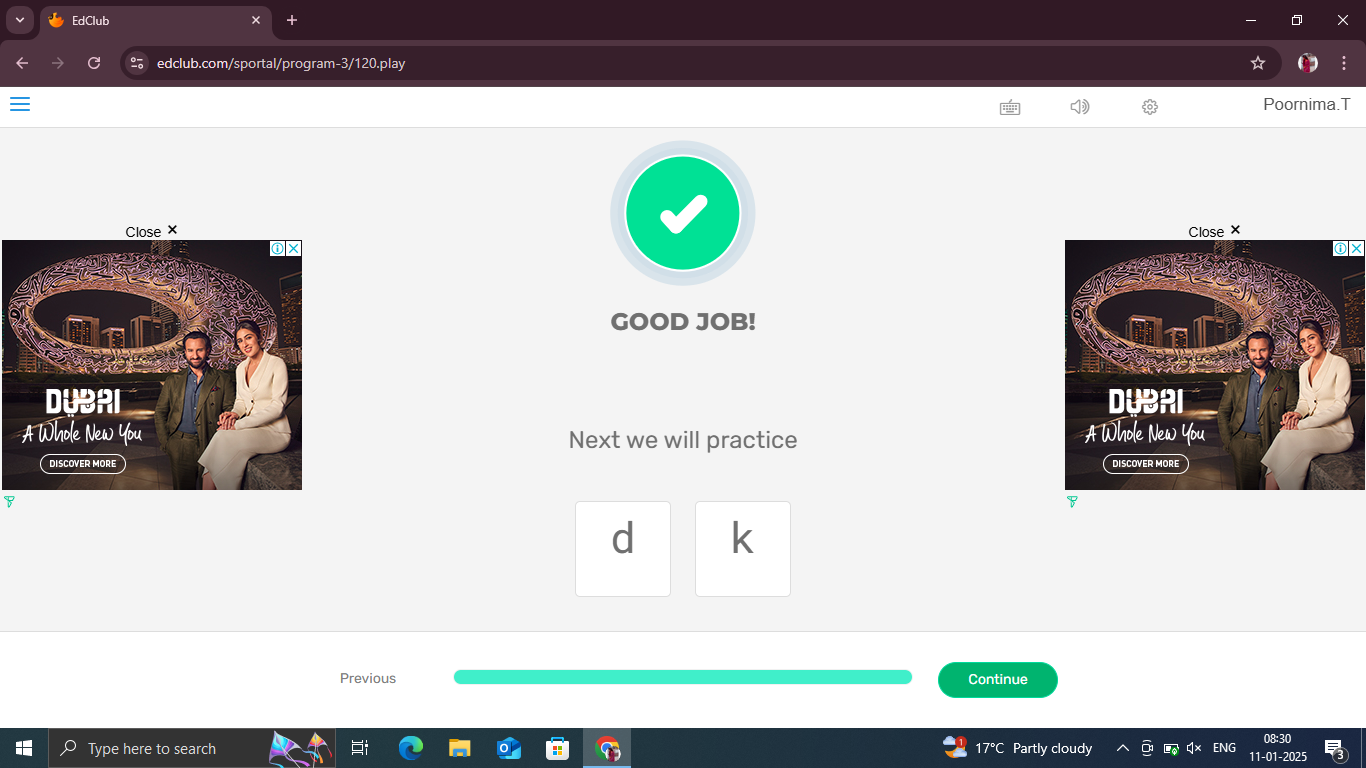 EdClub
edclub.com/sportal/program-3/120.play
Poornima.T
Close
DUBAI
A Whole New You
DISCOVER MORE
GOOD JOB!
Next we will practice
d k
Close
DUBAI
A Whole New You
DISCOVER MORE
Previous
Continue
Type here to search
1
17°C Partly cloudy
ENG
08:30
11-01-2025
3